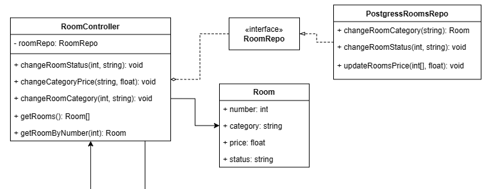 RoomController
- roomRepo: RoomRepo
+ changeRoomStatus(int, string): void
+ changeCategoryPrice(string, float): void
+ changeRoomCategory(int, string): void
+ getRooms(): Room[]
+ getRoomByNumber(int): Room
«interface»
RoomRepo
PostgressRoomsRepo
+ changeRoomCategory(string): Room
+ changeRoomStatus(int, string): void
+ updateRoomsPrice(int[], float): void
Room
+ number: int
+ category: string
+ price: float
+ status: string